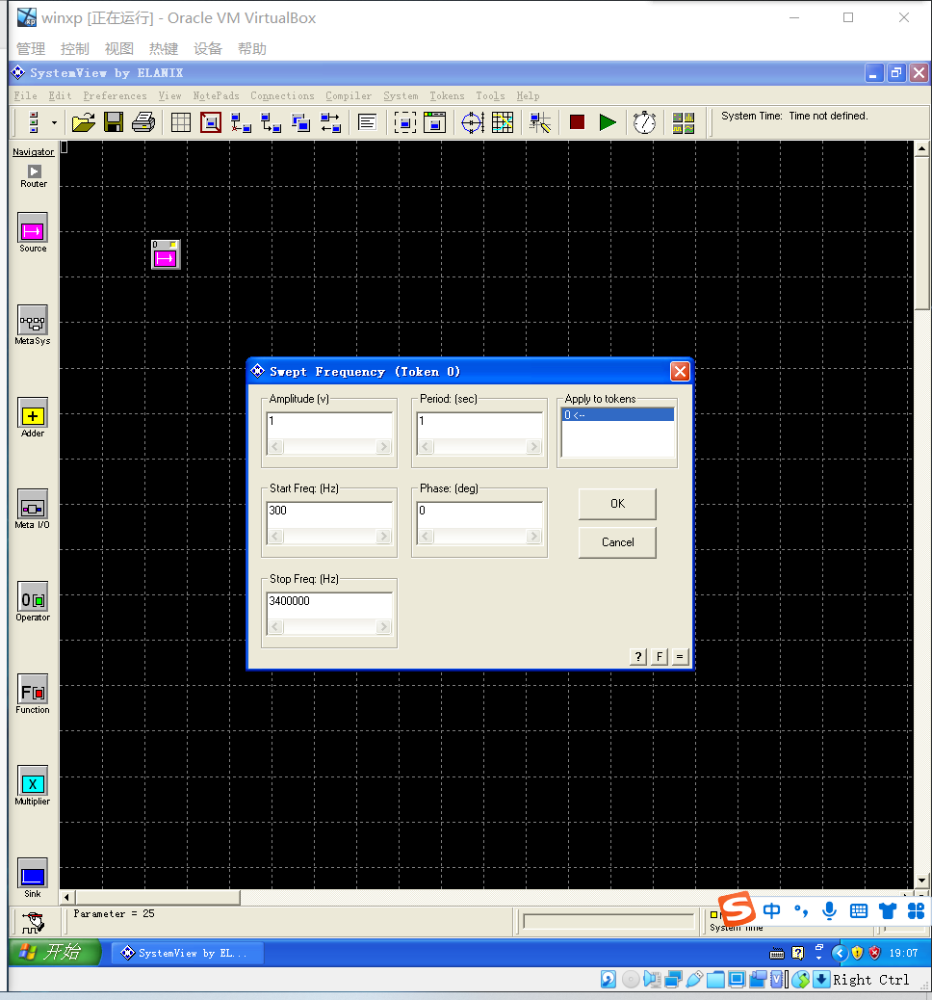 winxp [正在运行] - Oracle VM VirtualBox
管理 控制 视图 热键 设备 帮助
SystemView by ELANIX
File Edit Preferences View NotePads Connections Compiler System Tokens Tools Help
System Time: Time not defined.
Navigator
Router
Source
MetaSys
Adder
Meta I/O
Operator
Function
Multiplier
Sink
0
Swept Frequency (Token 0)
Amplitude (v)
1
Period: (sec)
1
Apply to tokens
0 <--
Start Freq: (Hz)
300
Phase: (deg)
0
OK
Cancel
Stop Freq: (Hz)
3400000
? F =
Parameter = 25
System Time
中
开始
SystemView by EL...
19:07
Right Ctrl